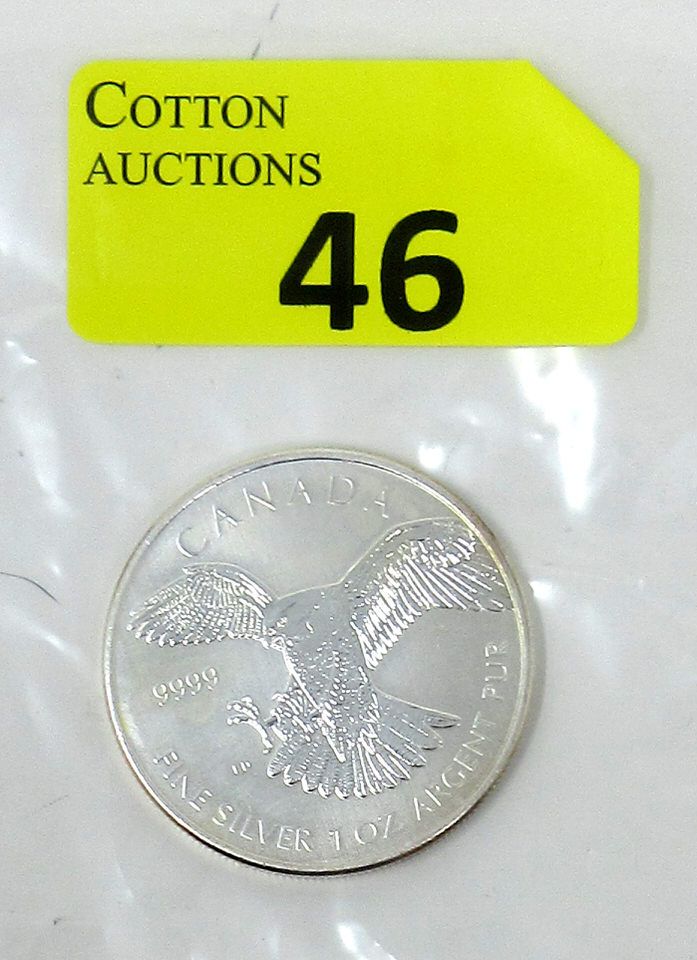 COTTON
AUCTIONS
46
CANADA
9999
FINE SILVER 1 OZ ARGENT PUR